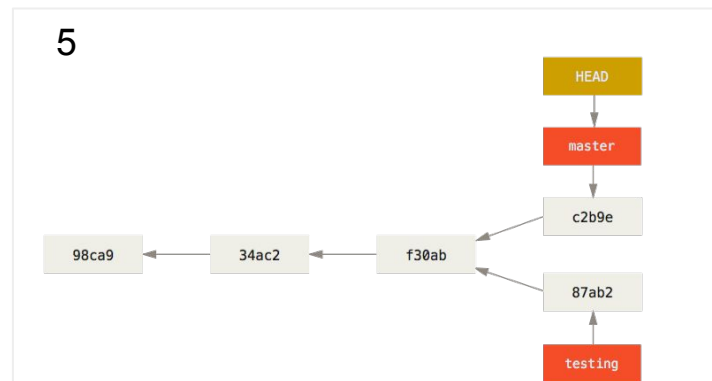 5
HEAD
master
c2b9e
98ca9
34ac2
f30ab
87ab2
testing